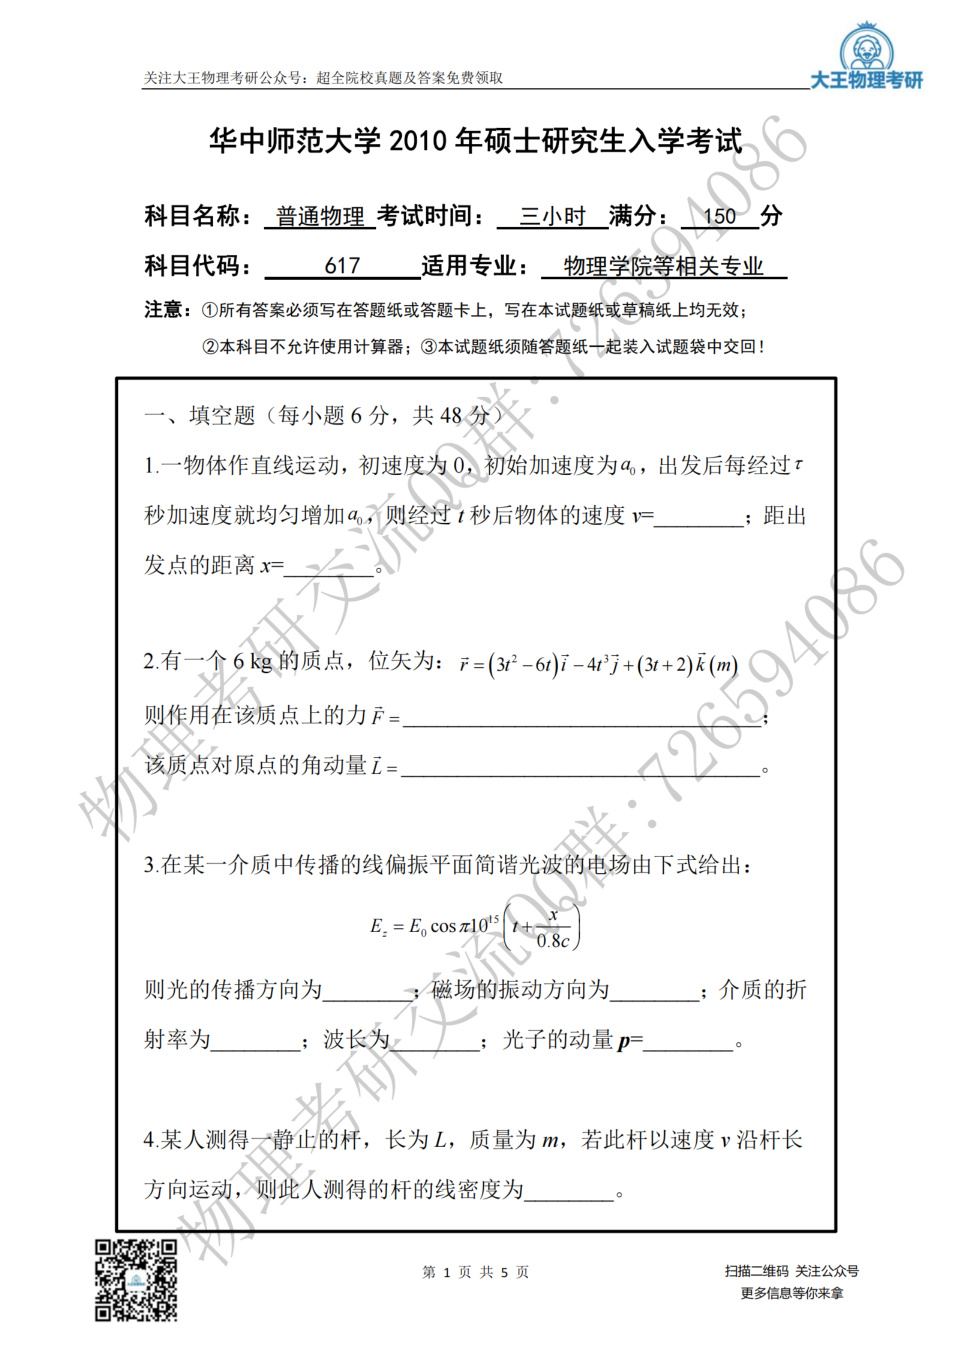 关注大王物理考研公众号：超全院校真题及答案免费领取
大王物理考研
华中师范大学 2010 年硕士研究生入学考试
科目名称： 普通物理 考试时间： 三小时 满分： 150 分
科目代码： 617 适用专业： 物理学院等相关专业
注意：①所有答案必须写在答题纸或答题卡上，写在本试题纸或草稿纸上均无效；
②本科目不允许使用计算器；③本试题纸须随答题纸一起装入试题袋中交回！
一、填空题（每小题 6 分，共 48 分）
1.一物体作直线运动，初速度为 0，初始加速度为 a₀，出发后每经过 τ
秒加速度就均匀增加 a₀，则经过 t 秒后物体的速度 v=________；距出
发点的距离 x=________。
2.有一个 6 kg 的质点，位矢为：r⃗ = (3t² − 6t)i⃗ − 4t³j⃗ + (3t + 2)k⃗(m)
则作用在该质点上的力 F⃗ =________________________________；
该质点对原点的角动量 L⃗ =________________________________。
3.在某一介质中传播的线偏振平面简谐光波的电场由下式给出：
E_z = E₀ cos π10¹⁵(t + x/0.8c)
则光的传播方向为________；磁场的振动方向为________；介质的折
射率为________；波长为________；光子的动量 p=________。
4.某人测得一静止的杆，长为 L，质量为 m，若此杆以速度 v 沿杆长
方向运动，则此人测得的杆的线密度为________。
物理考研交流QQ群：726594086
物理考研交流QQ群：726594086
大王物理考研
第 1 页 共 5 页
扫描二维码 关注公众号
更多信息等你来拿